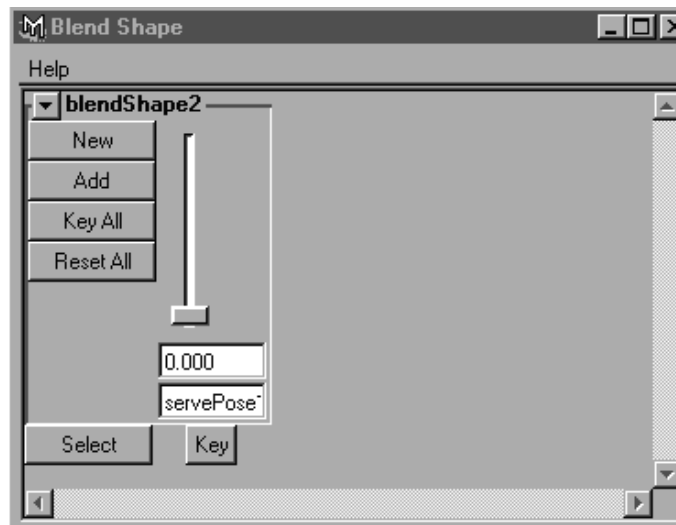 Blend Shape
Help
blendShape2
New
Add
Key All
Reset All
0.000
servePose
Select
Key